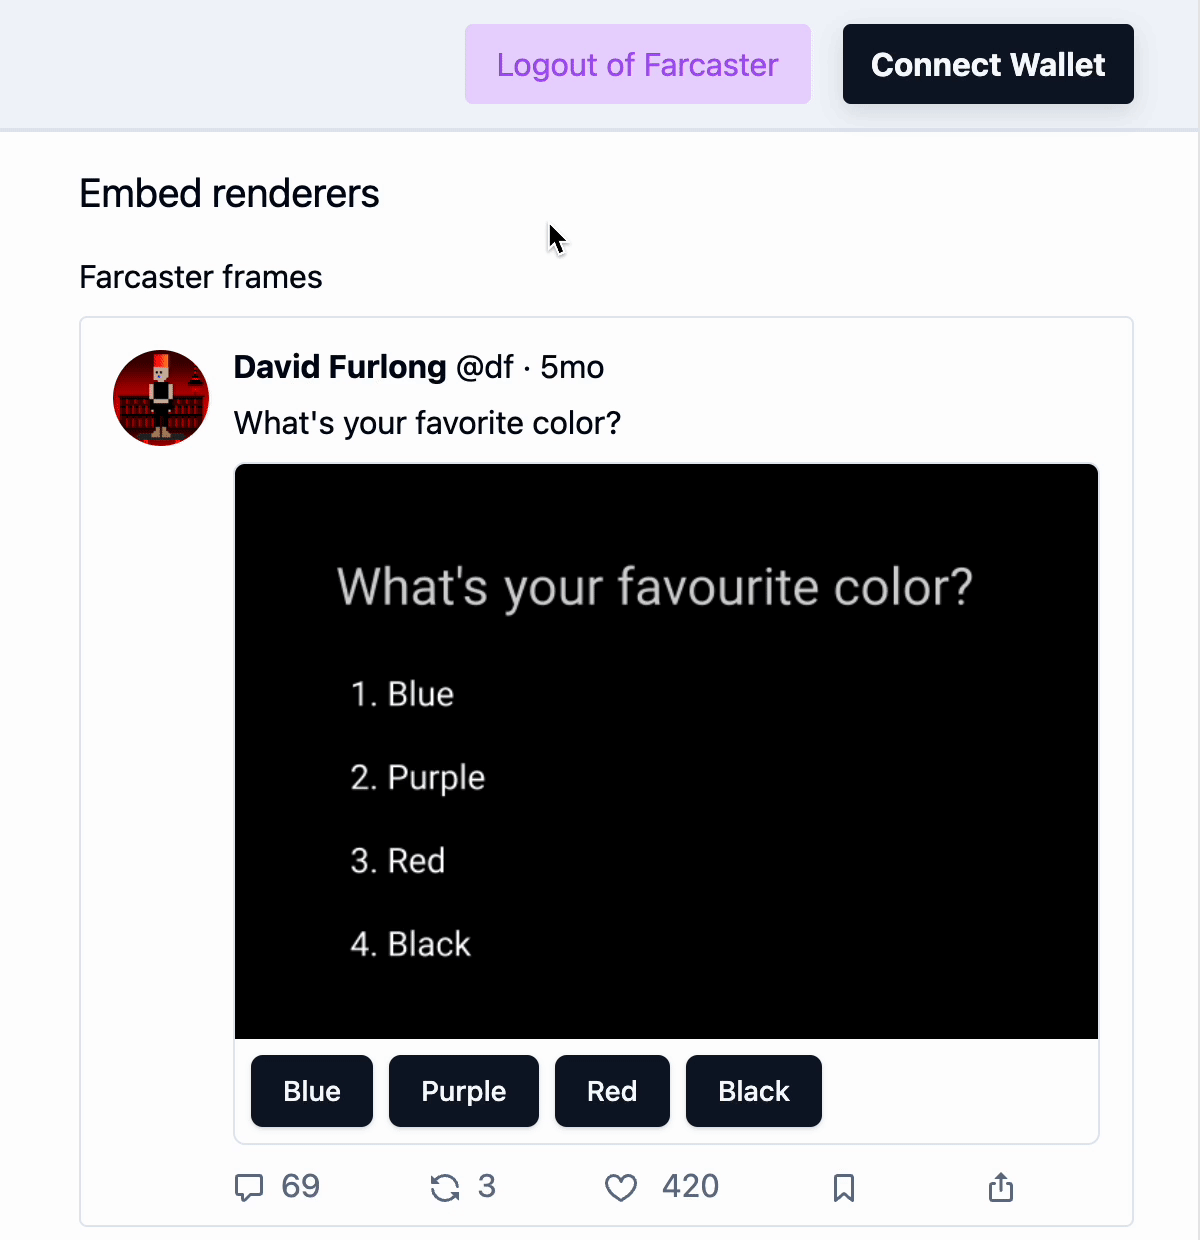 Logout of Farcaster Connect Wallet
Embed renderers
Farcaster frames
David Furlong @df · 5mo
What's your favorite color?
What's your favourite color?
1. Blue
2. Purple
3. Red
4. Black
Blue Purple Red Black
69 3 420